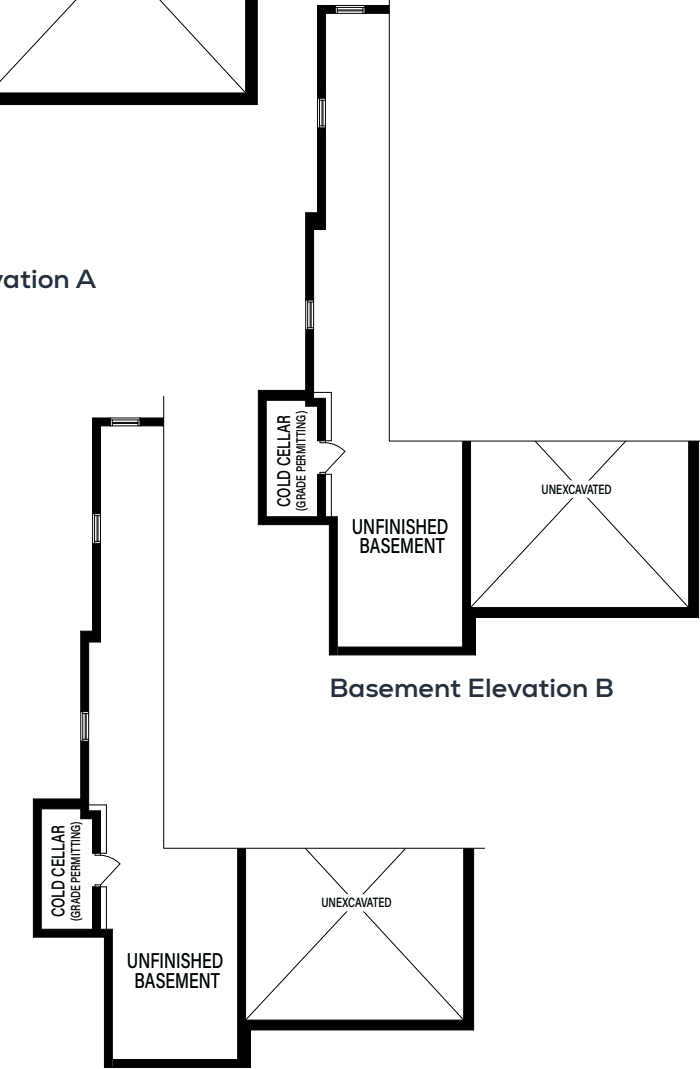 vation A
COLD CELLAR
(GRADE PERMITTING)
UNFINISHED
BASEMENT
UNEXCAVATED
Basement Elevation B
COLD CELLAR
(GRADE PERMITTING)
UNFINISHED
BASEMENT
UNEXCAVATED